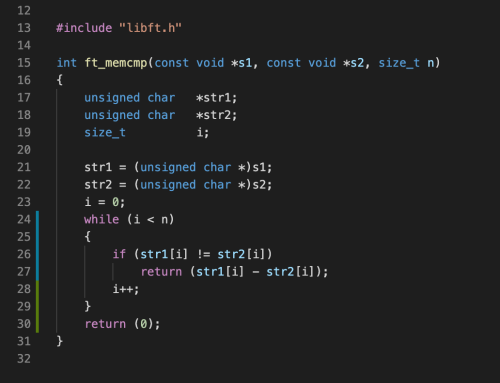 12
13 #include "libft.h"
14
15 int ft_memcmp(const void *s1, const void *s2, size_t n)
16 {
17     unsigned char   *str1;
18     unsigned char   *str2;
19     size_t          i;
20
21     str1 = (unsigned char *)s1;
22     str2 = (unsigned char *)s2;
23     i = 0;
24     while (i < n)
25     {
26         if (str1[i] != str2[i])
27             return (str1[i] - str2[i]);
28         i++;
29     }
30     return (0);
31 }
32